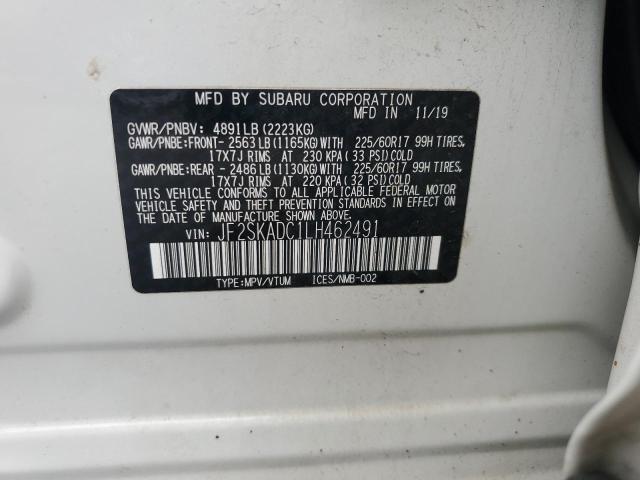 MFD BY SUBARU CORPORATION
MFD IN 11/19
GVWR/PNBV: 4891LB(2223KG)
GAWR/PNBE:FRONT- 2563LB(1165KG)WITH 225/60R17 99H TIRES,
17X7J RIMS AT 230 KPA( 33 PSI)COLD
GAWR/PNBE:REAR - 2486LB(1130KG)WITH 225/60R17 99H TIRES,
17X7J RIMS AT 220 KPA( 32 PSI)COLD
THIS VEHICLE CONFORMS TO ALL APPLICABLE FEDERAL MOTOR
VEHICLE SAFETY AND THEFT PREVENTION STANDARDS IN EFFECT
ON THE DATE OF MANUFACTURE SHOWN ABOVE.
VIN: JF2SKADC1LH462491
TYPE:MPV/VTUM ICES/NMB-002